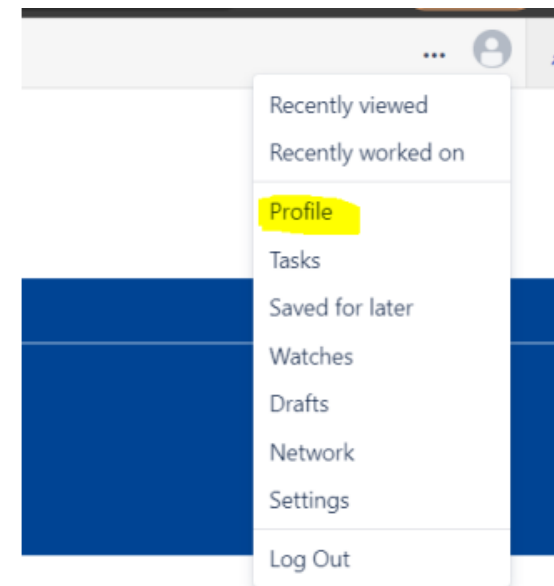 ...
Recently viewed
Recently worked on
Profile
Tasks
Saved for later
Watches
Drafts
Network
Settings
Log Out